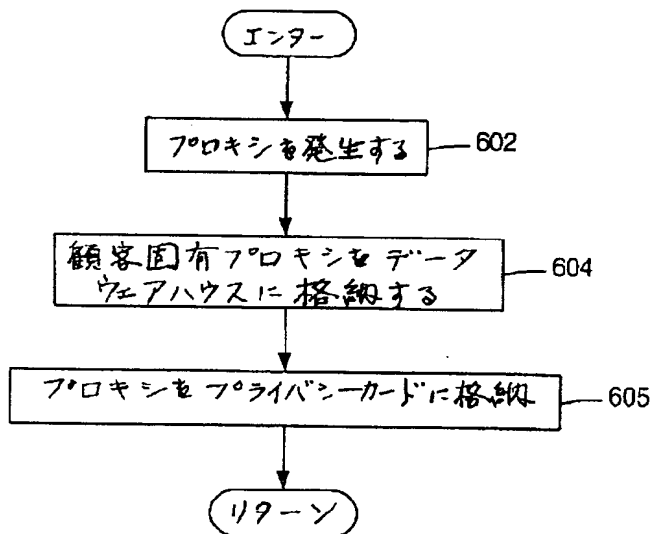 エンター
プロキシを発生する
602
顧客固有プロキシをデータ
ウェアハウスに格納する
604
プロキシをプライバシーカードに格納
605
リターン